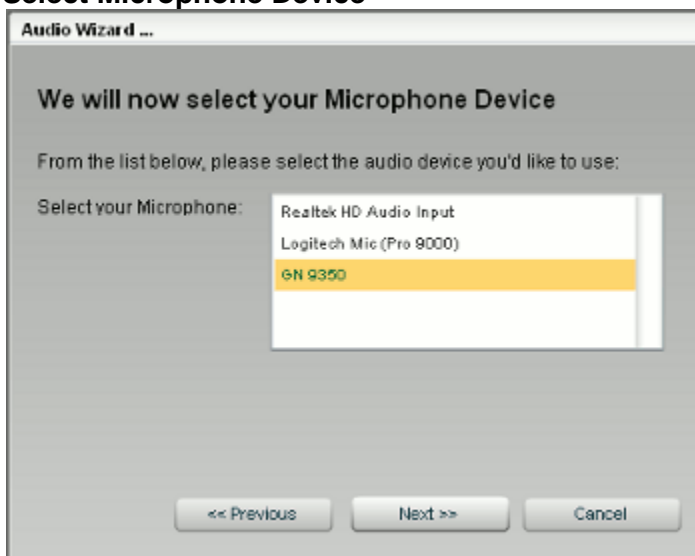 Select Microphone Device
Audio Wizard ...
We will now select your Microphone Device
From the list below, please select the audio device you'd like to use:
Select your Microphone:
Realtek HD Audio Input
Logitech Mic (Pro 9000)
GN 9350
<< Previous
Next >>
Cancel